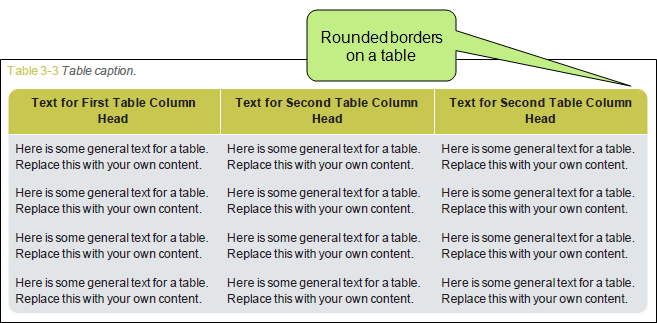 Rounded borders
on a table
Table 3-3 Table caption.
Text for First Table Column
Head
Text for Second Table Column
Head
Text for Second Table Column
Head
Here is some general text for a table.
Replace this with your own content.
Here is some general text for a table.
Replace this with your own content.
Here is some general text for a table.
Replace this with your own content.
Here is some general text for a table.
Replace this with your own content.
Here is some general text for a table.
Replace this with your own content.
Here is some general text for a table.
Replace this with your own content.
Here is some general text for a table.
Replace this with your own content.
Here is some general text for a table.
Replace this with your own content.
Here is some general text for a table.
Replace this with your own content.
Here is some general text for a table.
Replace this with your own content.
Here is some general text for a table.
Replace this with your own content.
Here is some general text for a table.
Replace this with your own content.